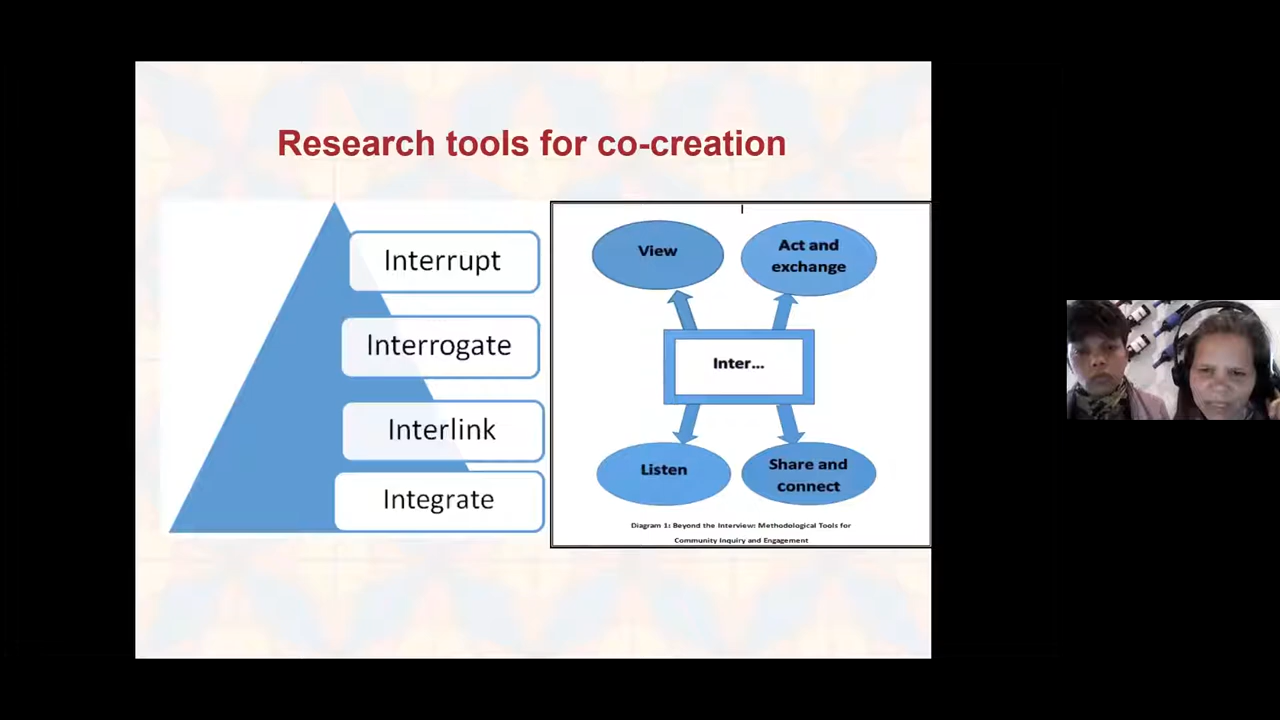 Research tools for co-creation
Interrupt
Interrogate
Interlink
Integrate
View
Act and
exchange
Inter...
Listen
Share and
connect
Diagram 1: Beyond the Interview: Methodological Tools for
Community Inquiry and Engagement